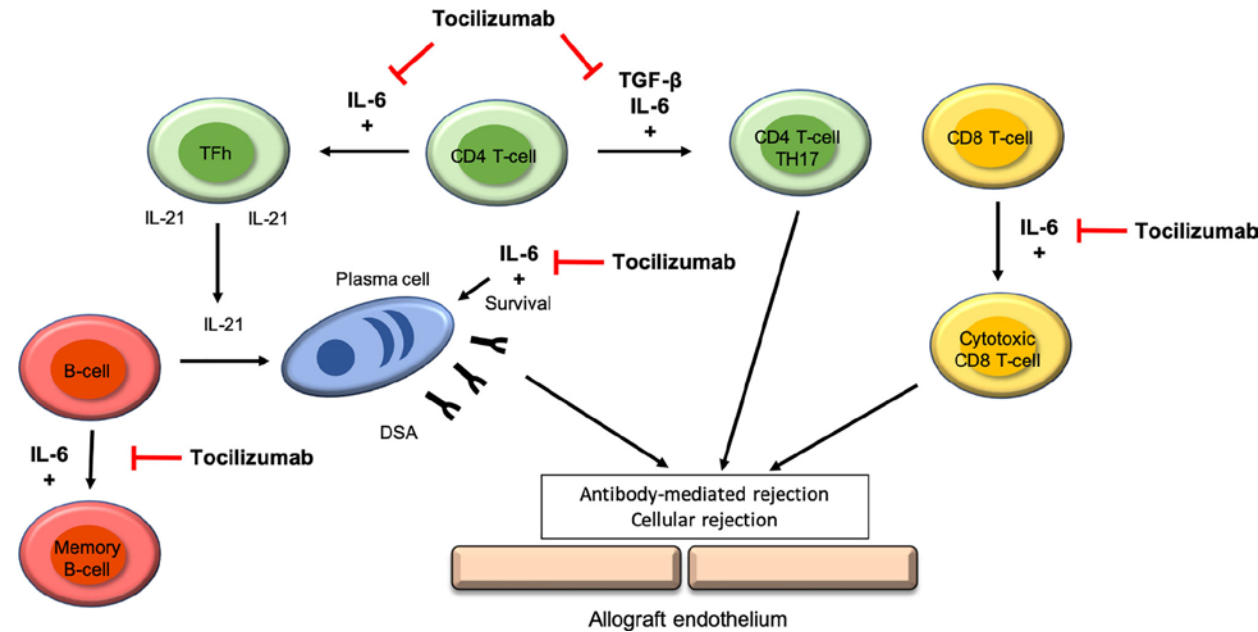 Tocilizumab
IL-6
+
TGF-β
IL-6
+
TFh
CD4 T-cell
CD4 T-cell
TH17
CD8 T-cell
IL-21
IL-21
IL-6
+
Tocilizumab
IL-6
+
Survival
Tocilizumab
Plasma cell
IL-21
B-cell
Cytotoxic
CD8 T-cell
DSA
IL-6
+
Tocilizumab
Antibody-mediated rejection
Cellular rejection
Memory
B-cell
Allograft endothelium